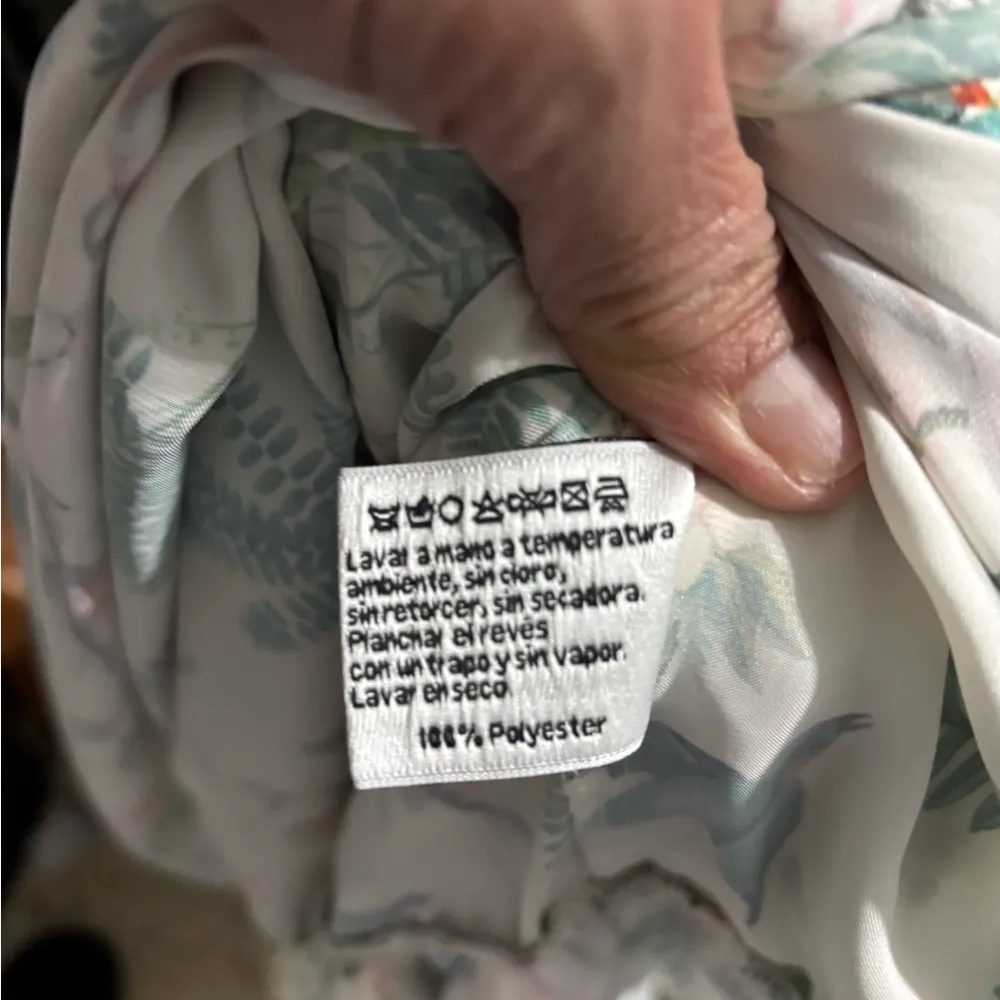 Lavar a mano a temperatura
ambiente, sin cloro,
sin retorcer, sin secadora.
Planchar el revés
con un trapo y sin vapor.
Lavar en seco
100% Polyester